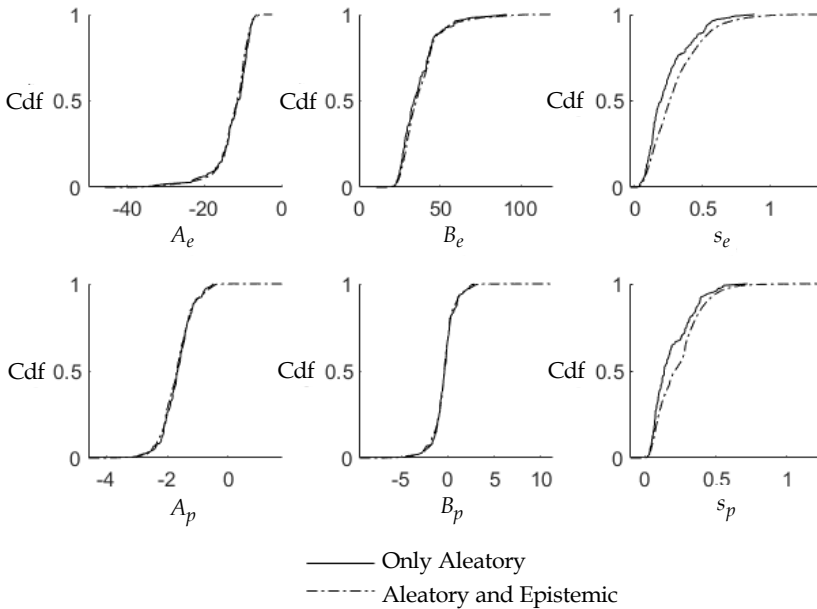 1
Cdf 0.5
0
-40 -20 0
A_e
1
Cdf 0.5
0
0 50 100
B_e
1
Cdf 0.5
0
0 0.5 1
s_e
1
Cdf 0.5
0
-4 -2 0
A_p
1
Cdf 0.5
0
-5 0 5 10
B_p
1
Cdf 0.5
0
0 0.5 1
s_p
Only Aleatory
Aleatory and Epistemic